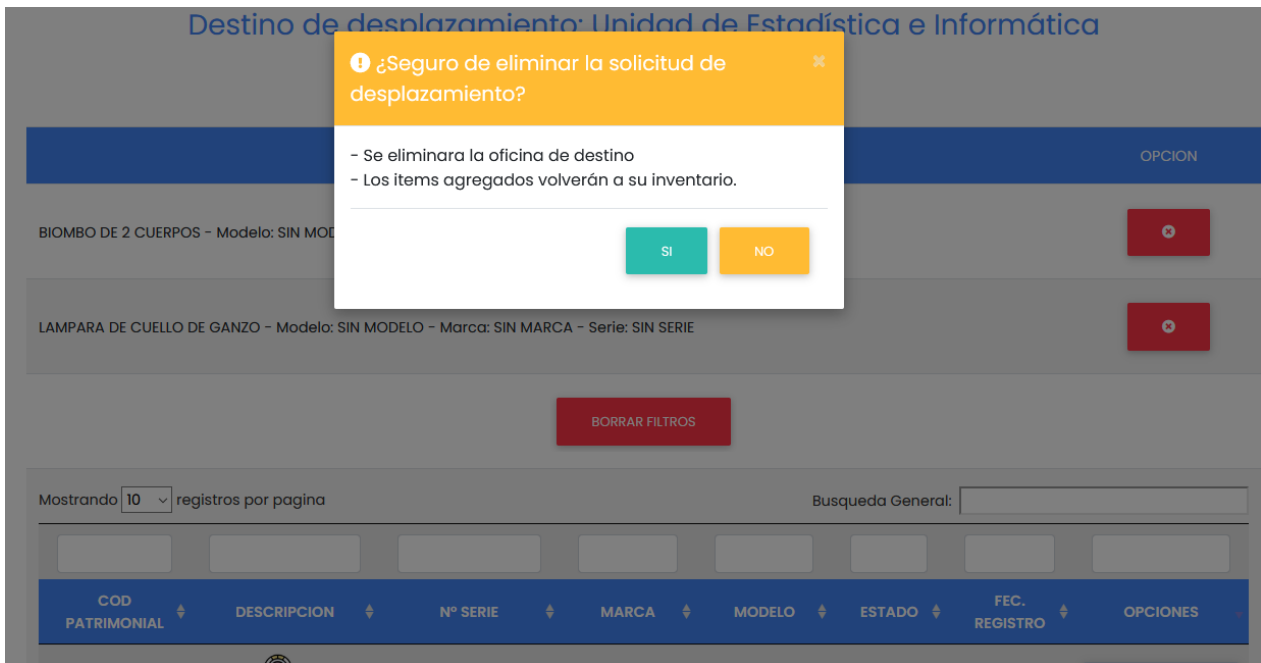 Destino de desplazamiento: Unidad de Estadística e Informática
¿Seguro de eliminar la solicitud de
desplazamiento?
- Se eliminara la oficina de destino
- Los items agregados volverán a su inventario.
SI
NO
OPCION
BIOMBO DE 2 CUERPOS - Modelo: SIN
LAMPARA DE CUELLO DE GANZO - Modelo: SIN MODELO - Marca: SIN MARCA - Serie: SIN SERIE
BORRAR FILTROS
Mostrando 10 registros por pagina
Busqueda General:
COD
PATRIMONIAL
DESCRIPCION
Nº SERIE
MARCA
MODELO
ESTADO
FEC.
REGISTRO
OPCIONES